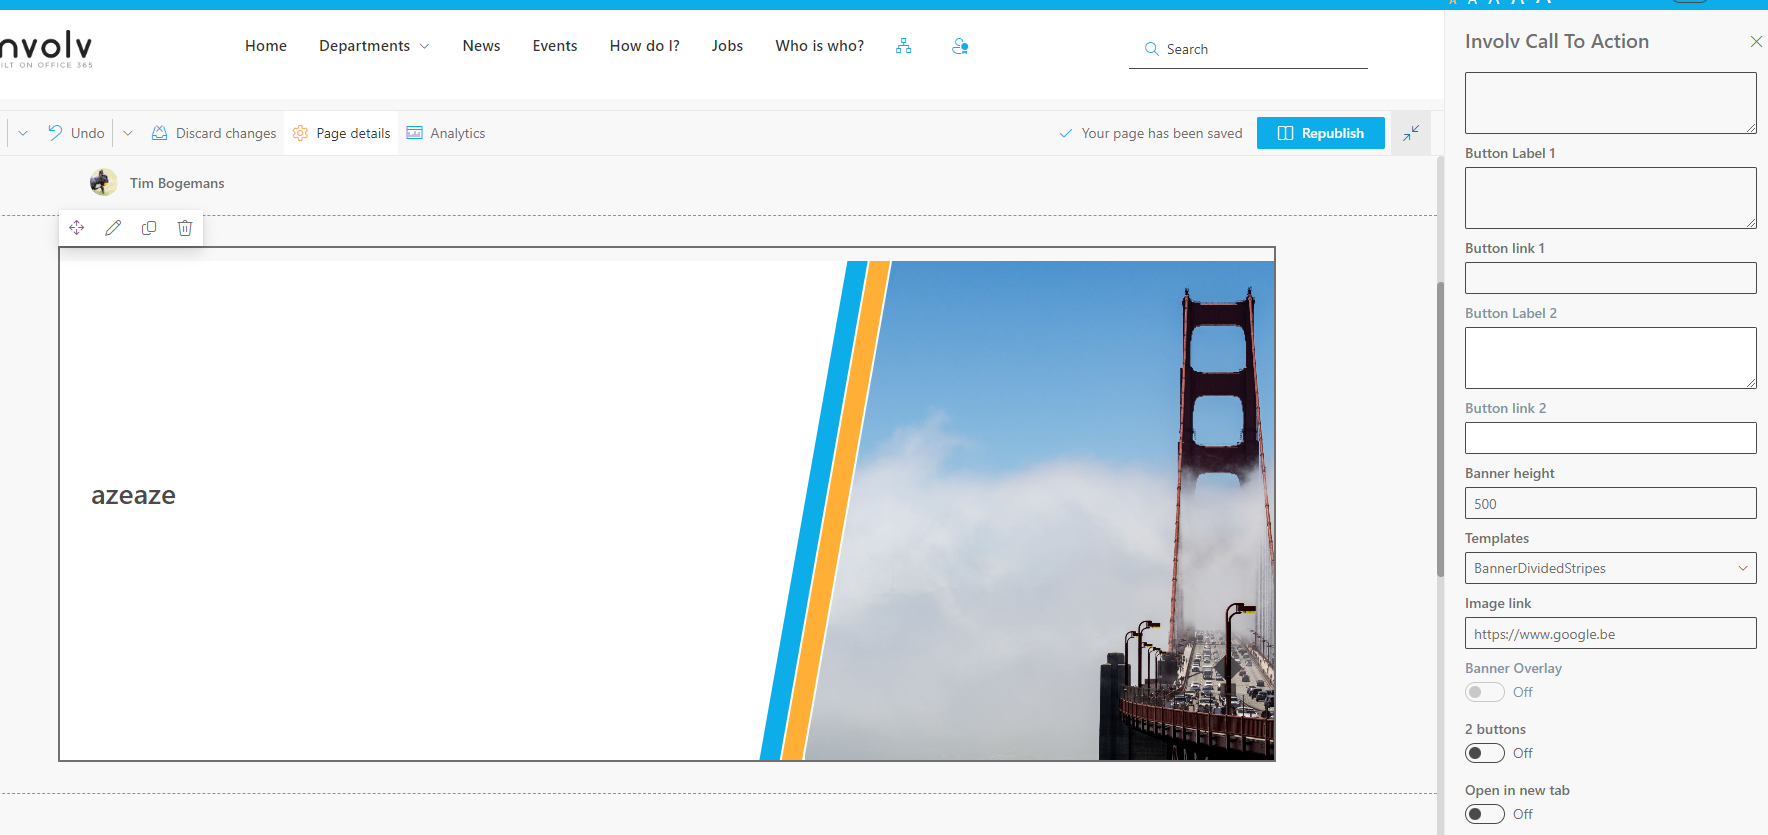 nvolv
ILT ON OFFICE 365
Home Departments News Events How do I? Jobs Who is who?
Search
Undo Discard changes Page details Analytics
Your page has been saved Republish
Tim Bogemans
azeaze
Involv Call To Action
Button Label 1
Button link 1
Button Label 2
Button link 2
Banner height
500
Templates
BannerDividedStripes
Image link
https://www.google.be
Banner Overlay
Off
2 buttons
Off
Open in new tab
Off